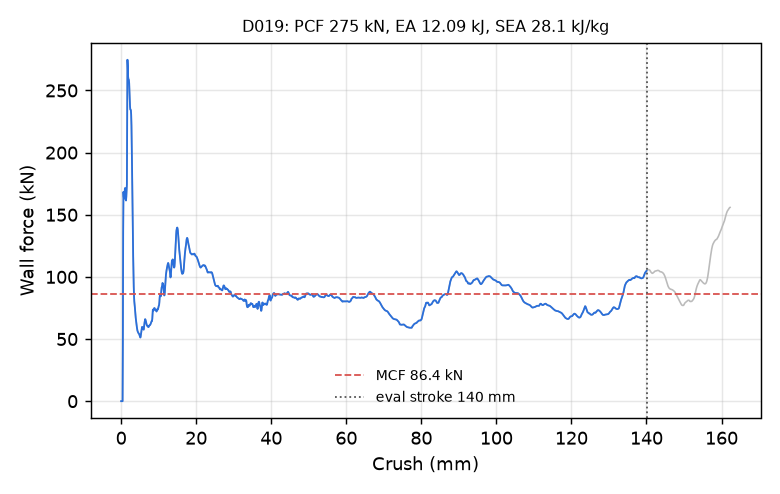 D019: PCF 275 kN, EA 12.09 kJ, SEA 28.1 kJ/kg
Wall force (kN)
250
200
150
100
50
0
MCF 86.4 kN
eval stroke 140 mm
0 20 40 60 80 100 120 140 160
Crush (mm)